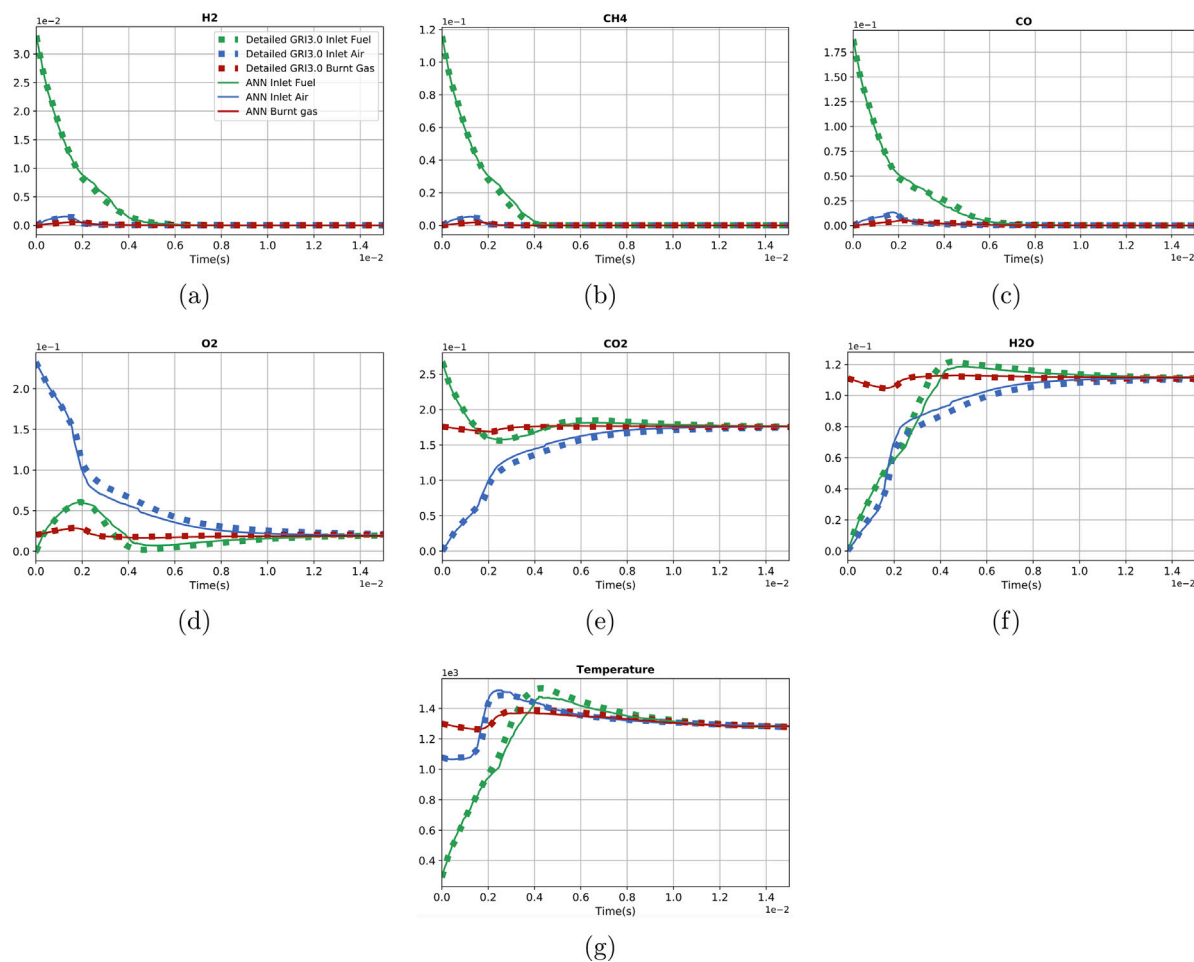 H2
1e−2
3.0
2.5
2.0
1.5
1.0
0.5
0.0
Detailed GRI3.0 Inlet Fuel
Detailed GRI3.0 Inlet Air
Detailed GRI3.0 Burnt Gas
ANN Inlet Fuel
ANN Inlet Air
ANN Burnt gas
0.0 0.2 0.4 0.6 0.8 1.0 1.2 1.4
Time(s)
1e−2
(a)
CH4
1e−1
1.2
1.0
0.8
0.6
0.4
0.2
0.0
0.0 0.2 0.4 0.6 0.8 1.0 1.2 1.4
Time(s)
1e−2
(b)
CO
1e−1
1.75
1.50
1.25
1.00
0.75
0.50
0.25
0.00
0.0 0.2 0.4 0.6 0.8 1.0 1.2 1.4
Time(s)
1e−2
(c)
O2
1e−1
2.0
1.5
1.0
0.5
0.0
0.0 0.2 0.4 0.6 0.8 1.0 1.2 1.4
Time(s)
1e−2
(d)
CO2
1e−1
2.5
2.0
1.5
1.0
0.5
0.0
0.0 0.2 0.4 0.6 0.8 1.0 1.2 1.4
Time(s)
1e−2
(e)
H2O
1e−1
1.2
1.0
0.8
0.6
0.4
0.2
0.0
0.0 0.2 0.4 0.6 0.8 1.0 1.2 1.4
Time(s)
1e−2
(f)
Temperature
1e3
1.4
1.2
1.0
0.8
0.6
0.4
0.0 0.2 0.4 0.6 0.8 1.0 1.2 1.4
Time(s)
1e−2
(g)